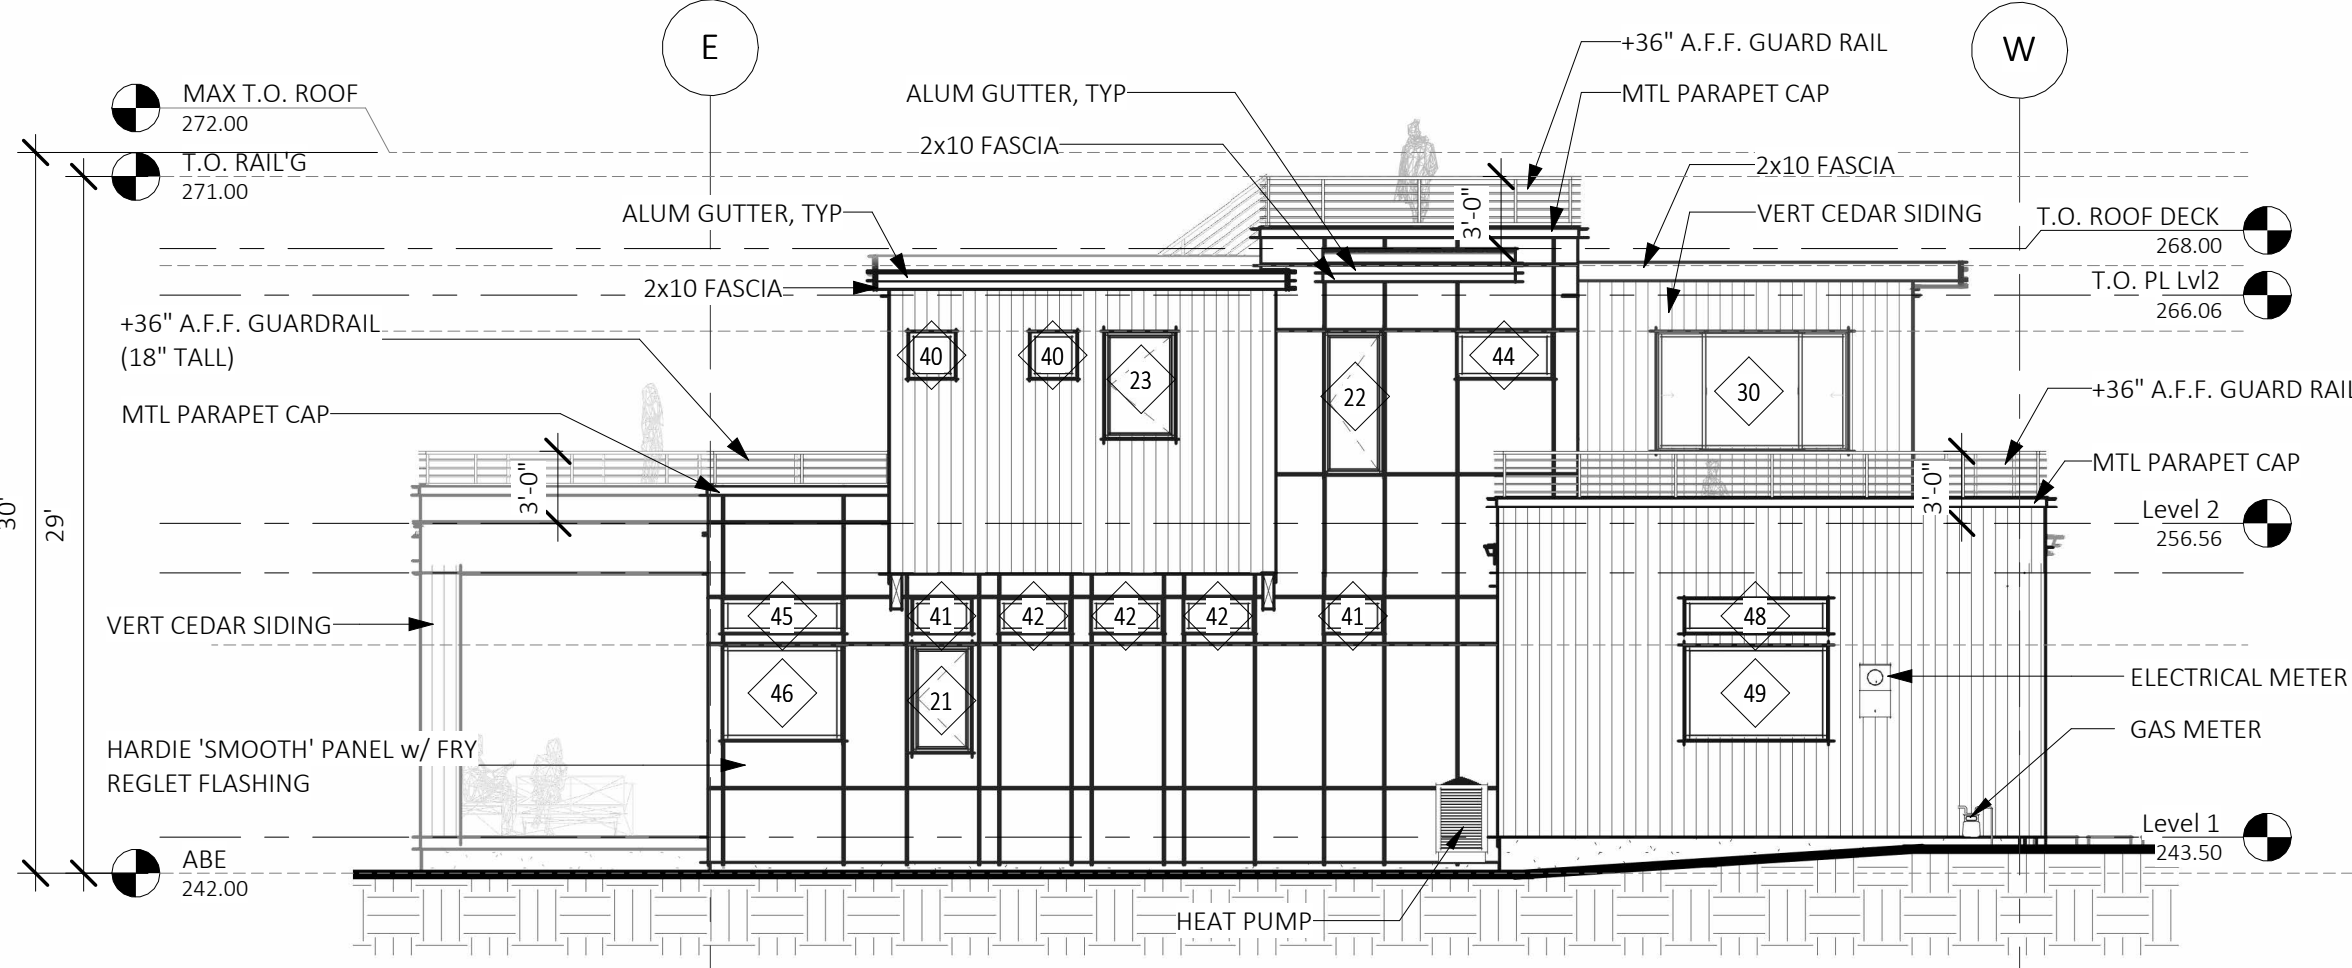 E
W
+36" A.F.F. GUARD RAIL
MAX T.O. ROOF
272.00
ALUM GUTTER, TYP
MTL PARAPET CAP
2x10 FASCIA
T.O. RAIL'G
271.00
2x10 FASCIA
ALUM GUTTER, TYP
3'-0"
VERT CEDAR SIDING
T.O. ROOF DECK
268.00
2x10 FASCIA
T.O. PL Lvl2
266.06
+36" A.F.F. GUARDRAIL
(18" TALL)
40
40
23
22
44
30
+36" A.F.F. GUARD RAIL
MTL PARAPET CAP
3'-0"
3'-0"
MTL PARAPET CAP
30'
29'
Level 2
256.56
VERT CEDAR SIDING
45
41
42
42
42
41
48
46
21
49
ELECTRICAL METER
HARDIE 'SMOOTH' PANEL w/ FRY
REGLET FLASHING
GAS METER
Level 1
243.50
ABE
242.00
HEAT PUMP